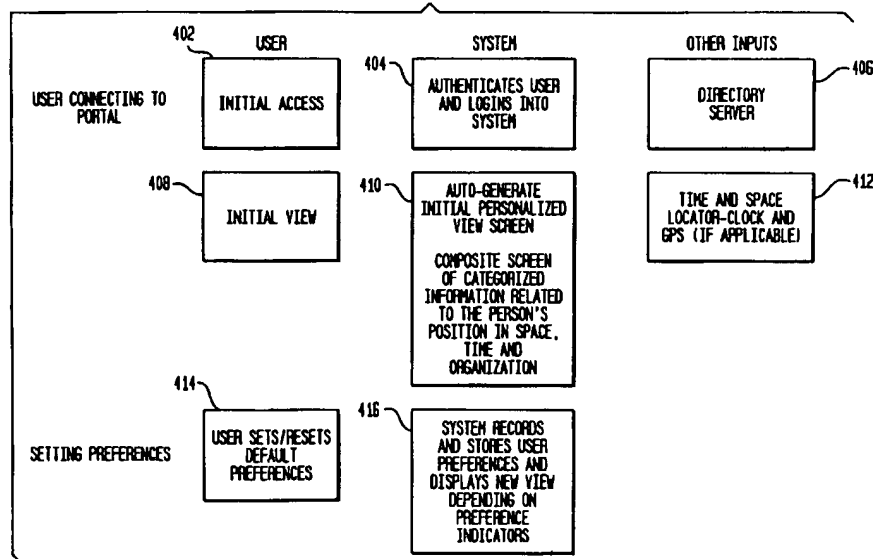 USER
SYSTEM
OTHER INPUTS
USER CONNECTING TO
PORTAL
402
INITIAL ACCESS
404
AUTHENTICATES USER
AND LOGINS INTO
SYSTEM
406
DIRECTORY
SERVER
408
INITIAL VIEW
410
AUTO-GENERATE
INITIAL PERSONALIZED
VIEW SCREEN
COMPOSITE SCREEN
OF CATEGORIZED
INFORMATION RELATED
TO THE PERSON'S
POSITION IN SPACE,
TIME AND
ORGANIZATION
412
TIME AND SPACE
LOCATOR-CLOCK AND
GPS (IF APPLICABLE)
SETTING PREFERENCES
414
USER SETS/RESETS
DEFAULT
PREFERENCES
416
SYSTEM RECORDS
AND STORES USER
PREFERENCES AND
DISPLAYS NEW VIEW
DEPENDING ON
PREFERENCE
INDICATORS